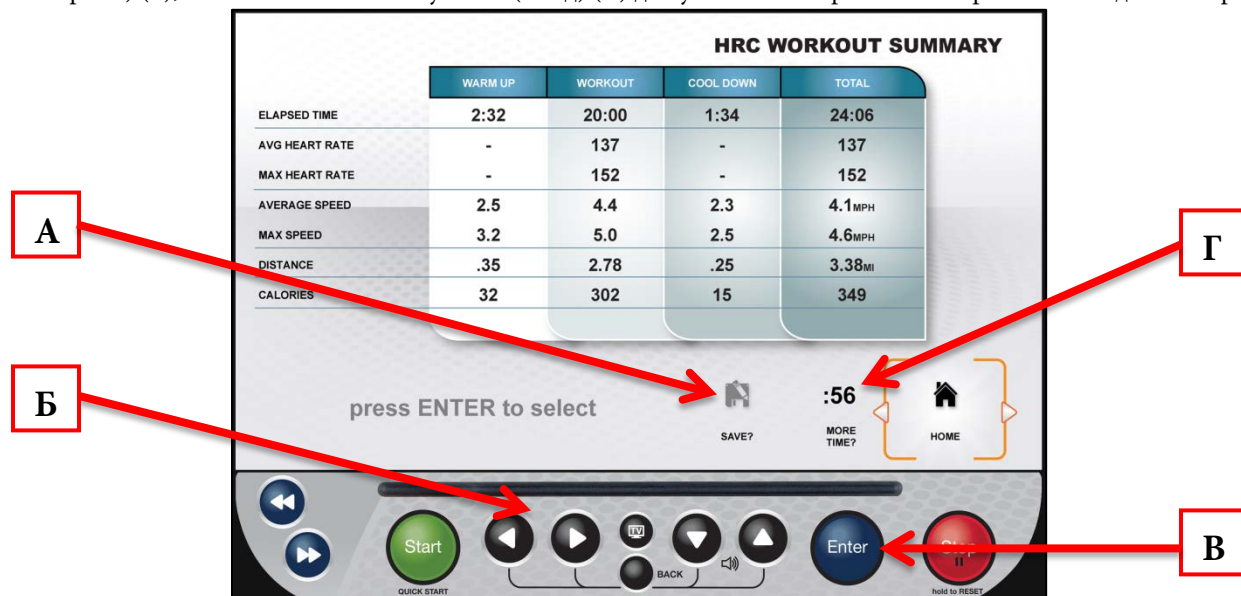 HRC WORKOUT SUMMARY
WARM UP WORKOUT COOL DOWN TOTAL
ELAPSED TIME 2:32 20:00 1:34 24:06
AVG HEART RATE - 137 - 137
MAX HEART RATE - 152 - 152
AVERAGE SPEED 2.5 4.4 2.3 4.1MPH
MAX SPEED 3.2 5.0 2.5 4.6MPH
DISTANCE .35 2.78 .25 3.38MI
CALORIES 32 302 15 349
А
Г
Б
press ENTER to select
SAVE?
:56
MORE
TIME?
HOME
Start
TV
BACK
Enter
Stop
В
QUICK START
hold to RESET